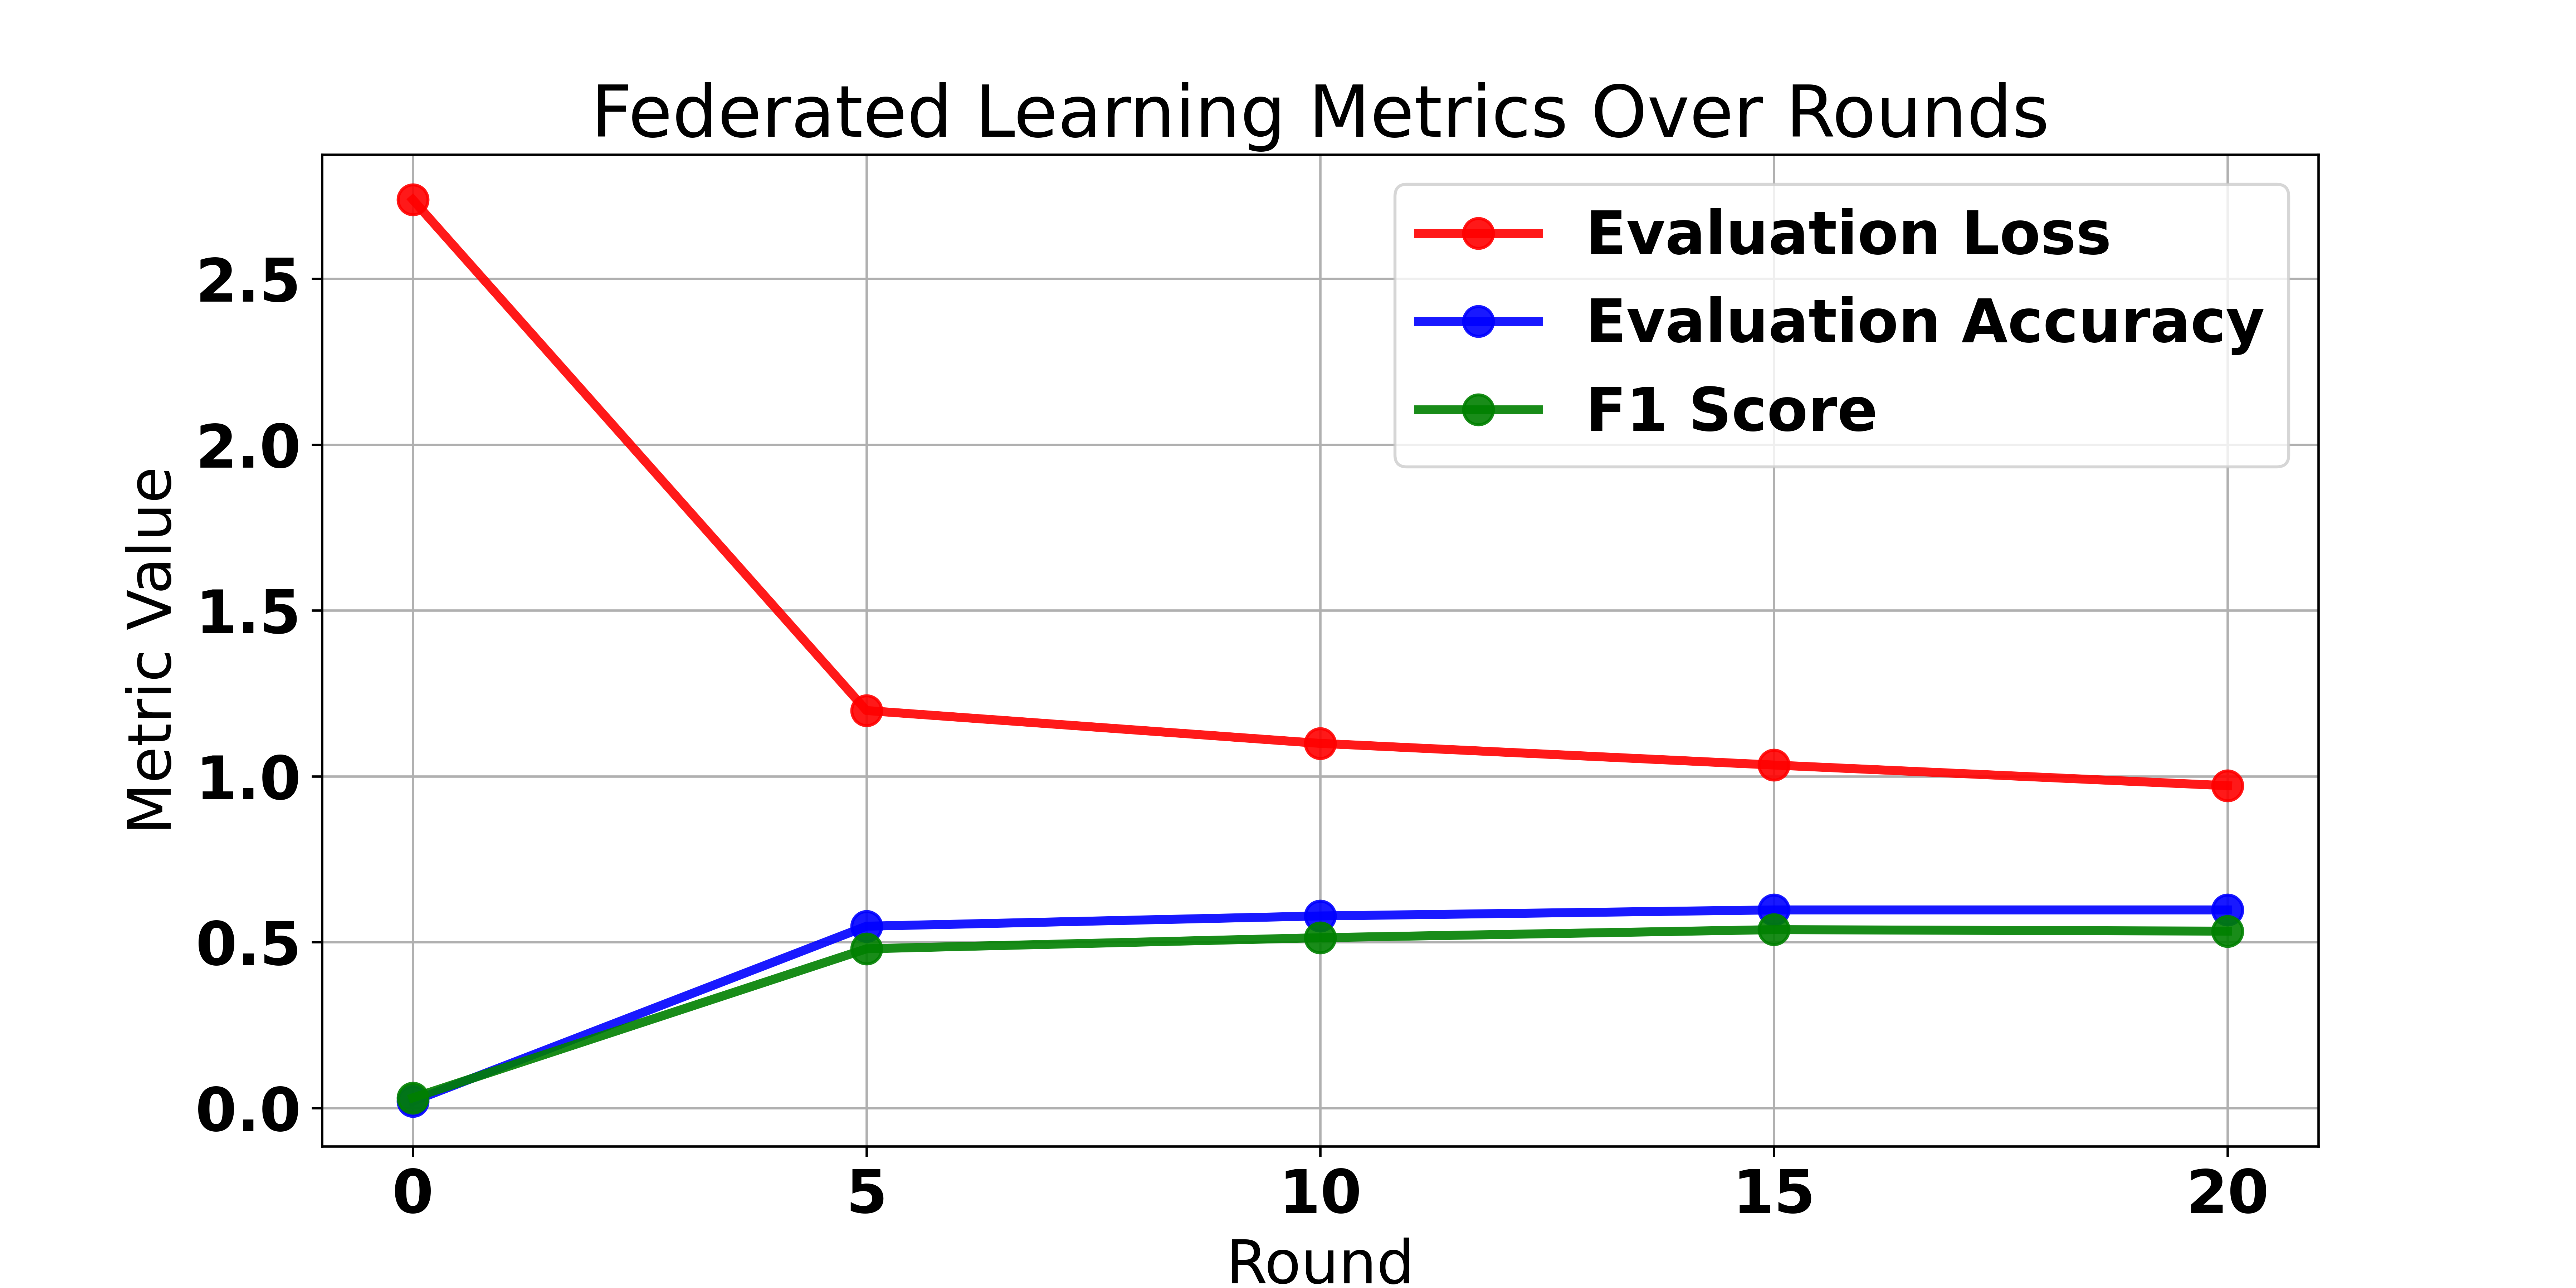 Federated Learning Metrics Over Rounds
Evaluation Loss
Evaluation Accuracy
F1 Score
Metric Value
2.5
2.0
1.5
1.0
0.5
0.0
0 5 10 15 20
Round